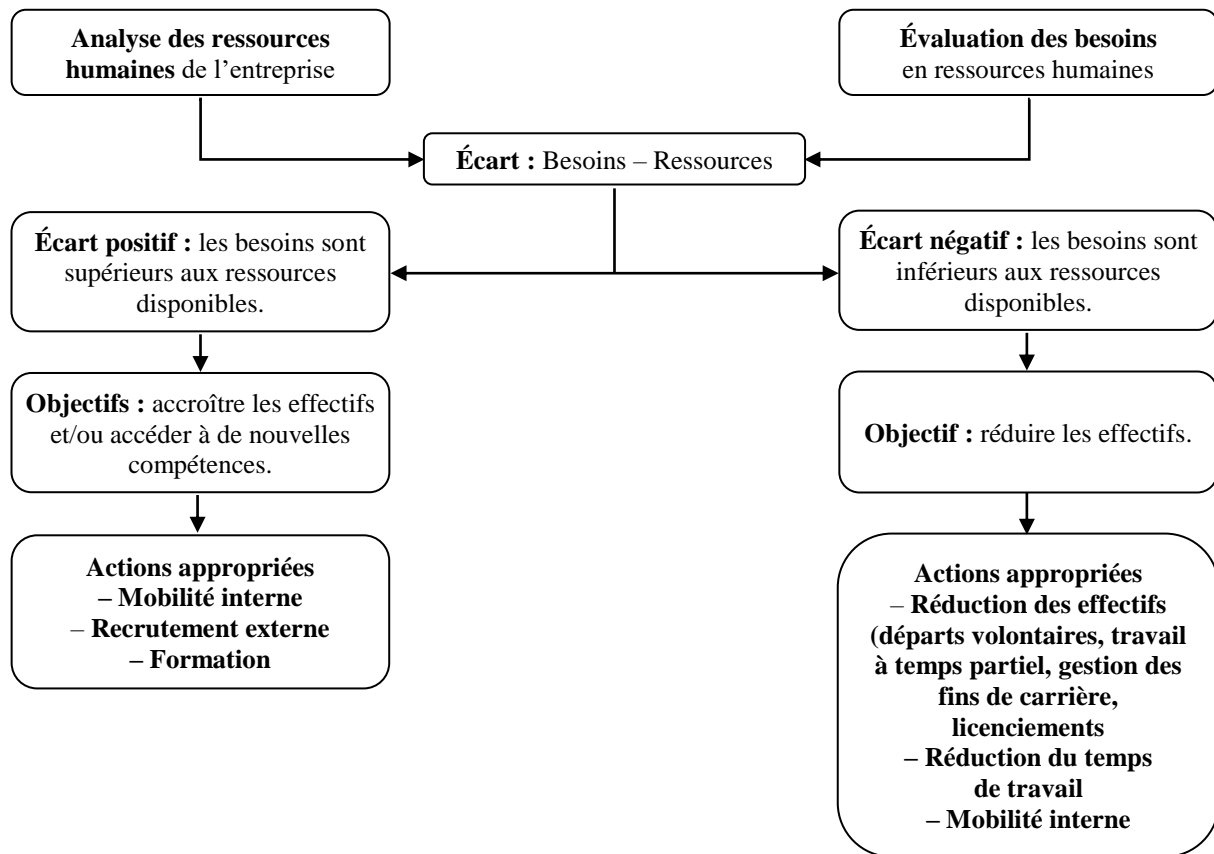 Analyse des ressources
humaines de l’entreprise
Évaluation des besoins
en ressources humaines
Écart : Besoins – Ressources
Écart positif : les besoins sont
supérieurs aux ressources
disponibles.
Écart négatif : les besoins sont
inférieurs aux ressources
disponibles.
Objectifs : accroître les effectifs
et/ou accéder à de nouvelles
compétences.
Objectif : réduire les effectifs.
Actions appropriées
– Mobilité interne
– Recrutement externe
– Formation
Actions appropriées
– Réduction des effectifs
(départs volontaires, travail
à temps partiel, gestion des
fins de carrière,
licenciements
– Réduction du temps
de travail
– Mobilité interne